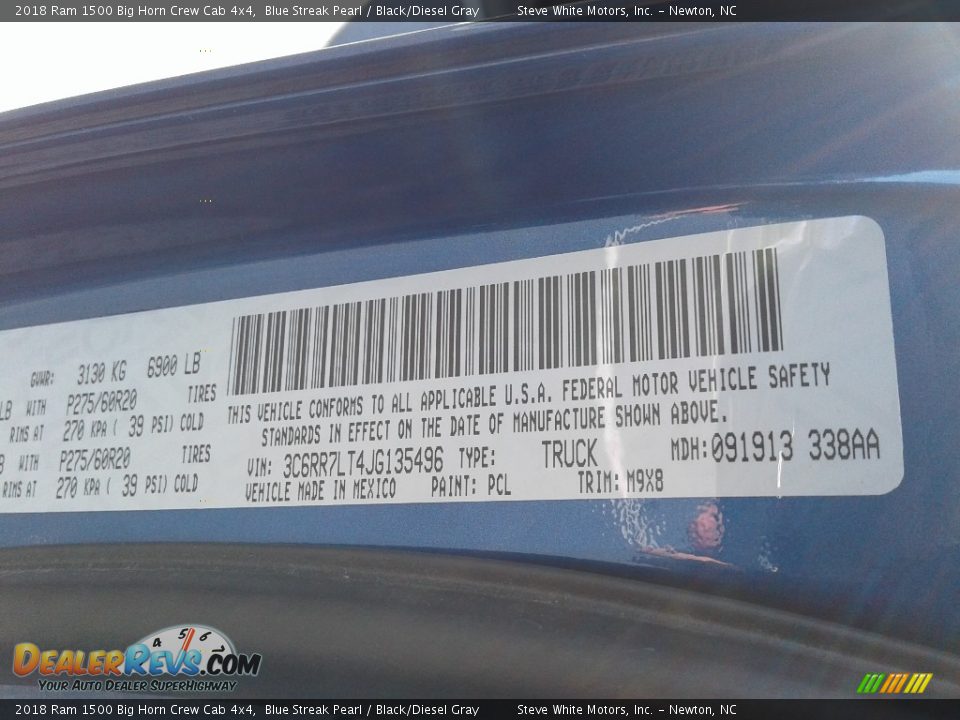 2018 Ram 1500 Big Horn Crew Cab 4x4, Blue Streak Pearl / Black/Diesel Gray Steve White Motors, Inc. - Newton, NC
GVWR: 3130 KG 6900 LB
LB WITH P275/60R20 TIRES
RIMS AT 270 KPA ( 39 PSI) COLD
WITH P275/60R20 TIRES
RIMS AT 270 KPA ( 39 PSI) COLD
THIS VEHICLE CONFORMS TO ALL APPLICABLE U.S.A. FEDERAL MOTOR VEHICLE SAFETY
STANDARDS IN EFFECT ON THE DATE OF MANUFACTURE SHOWN ABOVE.
VIN: 3C6RR7LT4JG135496 TYPE: TRUCK MDH: 091913 338AA
VEHICLE MADE IN MEXICO PAINT: PCL TRIM: M9X8
4 5 6
DEALERREVS.COM
YOUR AUTO DEALER SUPERHIGHWAY
2018 Ram 1500 Big Horn Crew Cab 4x4, Blue Streak Pearl / Black/Diesel Gray Steve White Motors, Inc. - Newton, NC